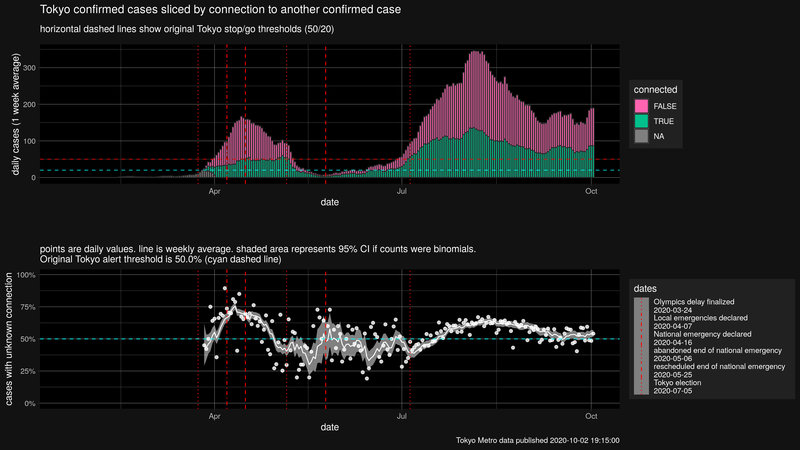 Tokyo confirmed cases sliced by connection to another confirmed case
horizontal dashed lines show original Tokyo stop/go thresholds (50/20)
daily cases (1 week average)
300
200
100
0
Apr
Jul
Oct
date
connected
FALSE
TRUE
NA
points are daily values. line is weekly average. shaded area represents 95% CI if counts were binomials.
Original Tokyo alert threshold is 50.0% (cyan dashed line)
cases with unknown connection
100%
75%
50%
25%
0%
Apr
Jul
Oct
date
dates
Olympics delay finalized
2020-03-24
Local emergencies declared
2020-04-07
National emergency declared
2020-04-16
abandoned end of national emergency
2020-05-06
rescheduled end of national emergency
2020-05-25
Tokyo election
2020-07-05
Tokyo Metro data published 2020-10-02 19:15:00